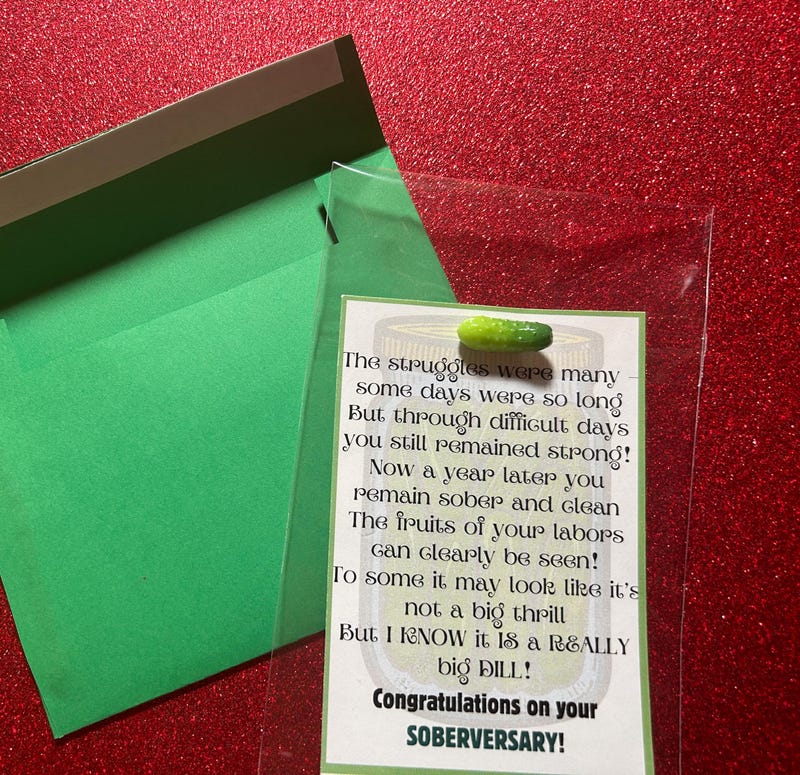 The struggles were many –
some days were so long
But through difficult days
you still remained strong!
Now a year later you
remain sober and clean
The fruits of your labors
can clearly be seen!
To some it may look like it's
not a big thrill
But I KNOW it IS a REALLY
big DILL!
Congratulations on your
SOBERVERSARY!